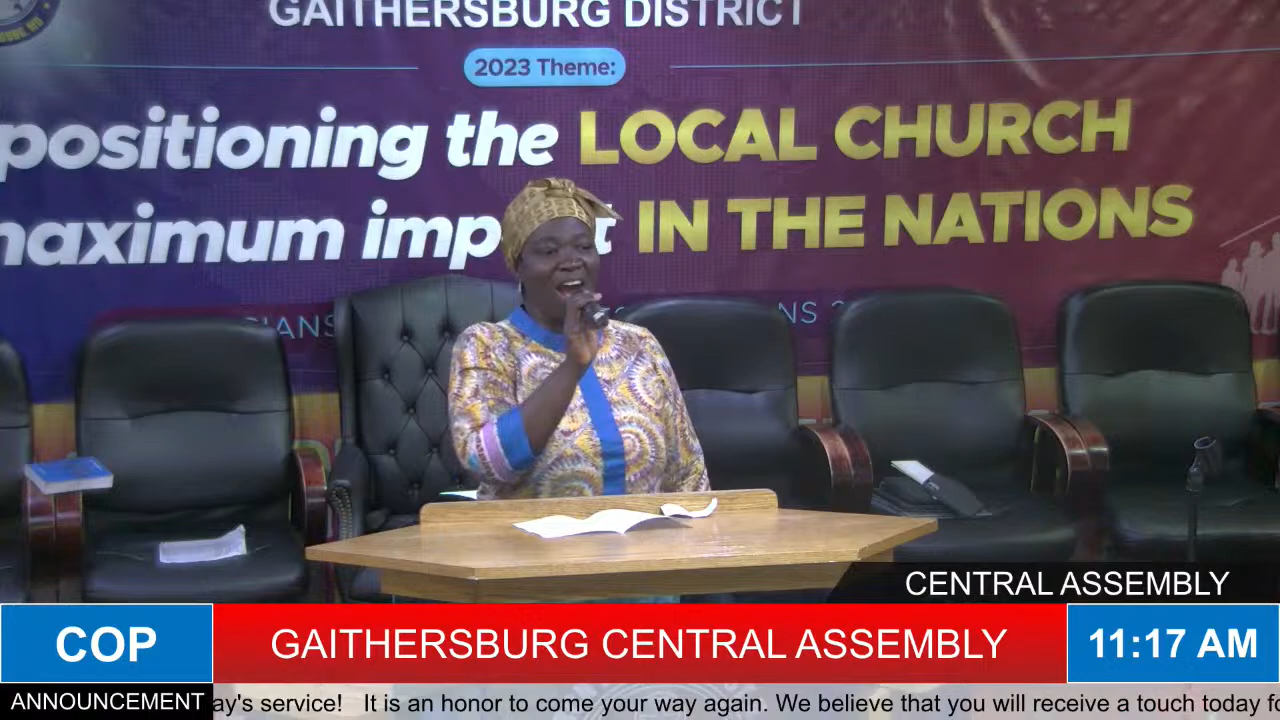 GAITHERSBURG DISTRICT
2023 Theme:
positioning the LOCAL CHURCH
maximum imp t IN THE NATIONS
CENTRAL ASSEMBLY
COP
GAITHERSBURG CENTRAL ASSEMBLY
11:17 AM
ANNOUNCEMENT
ay's service! It is an honor to come your way again. We believe that you will receive a touch today fo